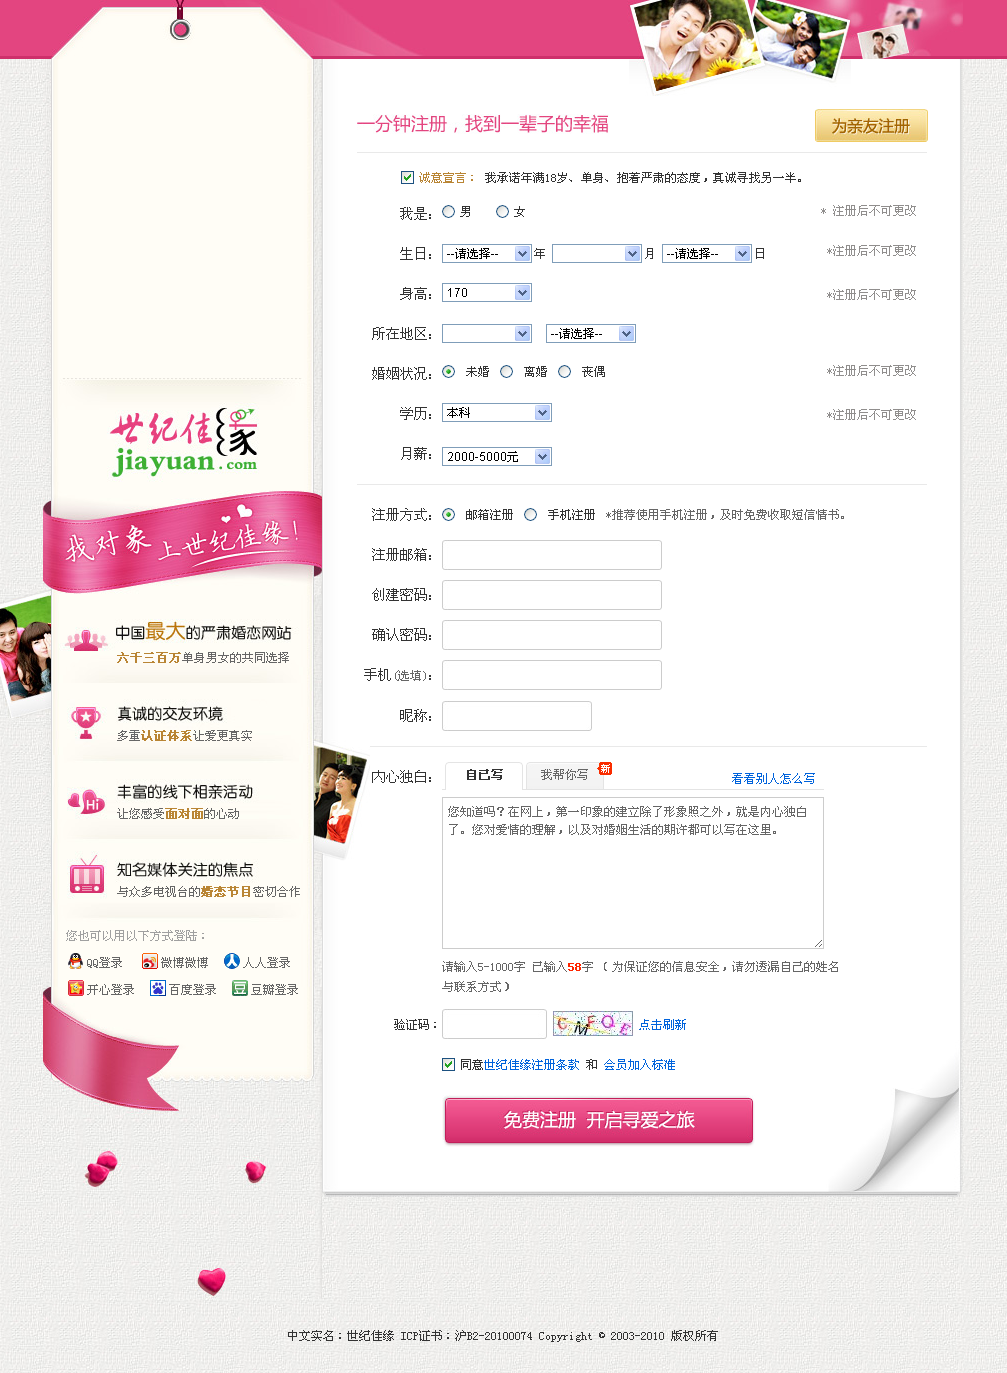 一分钟注册，找到一辈子的幸福
为亲友注册
诚意宣言： 我承诺年满18岁、单身、抱着严肃的态度，真诚寻找另一半。
我是： 男 女 * 注册后不可更改
生日： --请选择-- 年 月 --请选择-- 日 *注册后不可更改
身高： 170 *注册后不可更改
所在地区： --请选择--
婚姻状况： 未婚 离婚 丧偶 *注册后不可更改
学历： 本科 *注册后不可更改
月薪： 2000-5000元
注册方式： 邮箱注册 手机注册 *推荐使用手机注册，及时免费收取短信情书。
注册邮箱：
创建密码：
确认密码：
手机(选填)：
昵称：
内心独白： 自己写 我帮你写 新 看看别人怎么写
您知道吗？在网上，第一印象的建立除了形象照之外，就是内心独白
了。您对爱情的理解，以及对婚姻生活的期许都可以写在这里。
请输入5-1000字 已输入58字 ( 为保证您的信息安全，请勿透漏自己的姓名
与联系方式)
验证码： CMFQE 点击刷新
同意世纪佳缘注册条款 和 会员加入标准
免费注册 开启寻爱之旅
世纪佳缘
jiayuan.com
找对象 上世纪佳缘!
中国最大的严肃婚恋网站
六千三百万单身男女的共同选择
真诚的交友环境
多重认证体系让爱更真实
Hi
丰富的线下相亲活动
让您感受面对面的心动
知名媒体关注的焦点
与众多电视台的婚恋节目密切合作
您也可以用以下方式登陆：
QQ登录 微博微博 人人登录
开心登录 百度登录 豆 豆瓣登录
中文实名：世纪佳缘 ICP证书：沪B2-20100074 Copyright © 2003-2010 版权所有